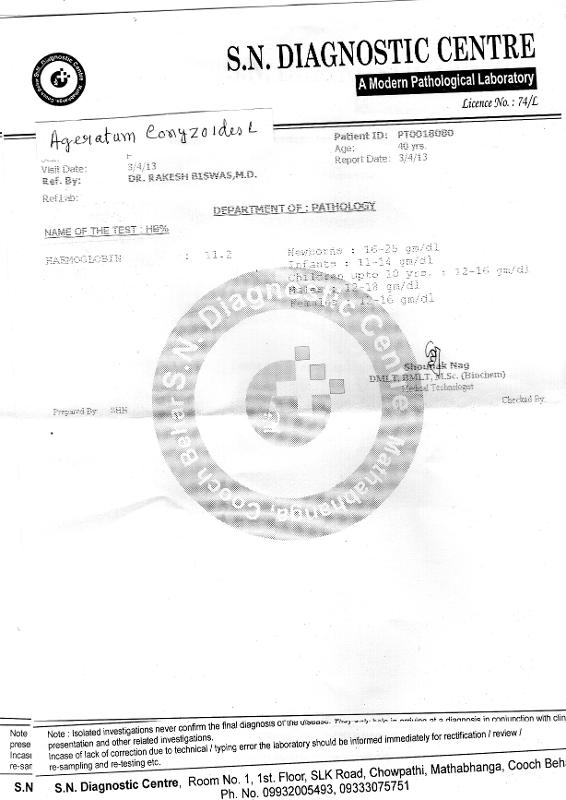 S.N. DIAGNOSTIC CENTRE
A Modern Pathological Laboratory
Licence No. : 74/L
Ageratum Conyzoides L
Patient ID: PT0018080
Age: 40 yrs.
Visit Date: 3/4/13
Report Date: 3/4/13
Ref. By: DR. RAKESH BISWAS,M.D.
Ref.Lab:
DEPARTMENT OF : PATHOLOGY
NAME OF THE TEST : HB%
HAEMOGLOBIN : 11.2
Newborns : 16-25 gm/dl
Infants : 11-14 gm/dl
Children upto 10 yrs. : 12-16 gm/dl
Males : 12-18 gm/dl
Females : 12-16 gm/dl
S.N. Diagnostic Centre Mathabhanga, Cooch Behar
Shounak Nag
DMLT, BMLT, M.Sc. (Biochem)
Medical Technologist
Prepared By SHN
Checked By
Note
prese
Incas
re-sar
S.N
Note : Isolated investigations never confirm the final diagnosis of the disease. They only help in arriving at a diagnosis in conjunction with clin
presentation and other related investigations.
Incase of lack of correction due to technical / typing error the laboratory should be informed immediately for rectification / review /
re-sampling and re-testing etc.
S.N. Diagnostic Centre, Room No. 1, 1st. Floor, SLK Road, Chowpathi, Mathabhanga, Cooch Beh
Ph. No. 09932005493, 09333075751